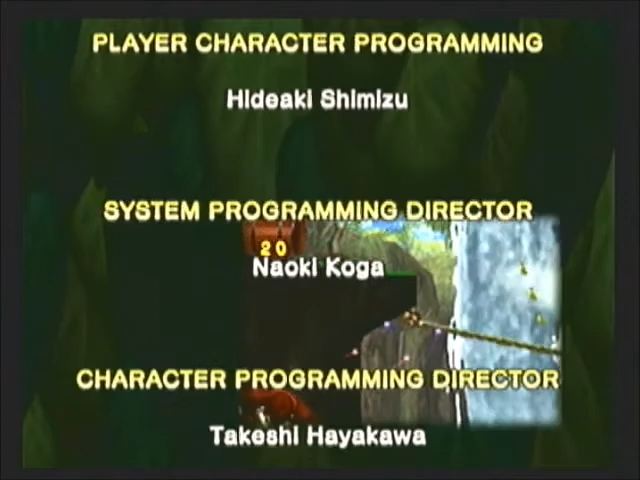 PLAYER CHARACTER PROGRAMMING
Hideaki Shimizu
SYSTEM PROGRAMMING DIRECTOR
20
Naoki Koga
CHARACTER PROGRAMMING DIRECTOR
Takeshi Hayakawa